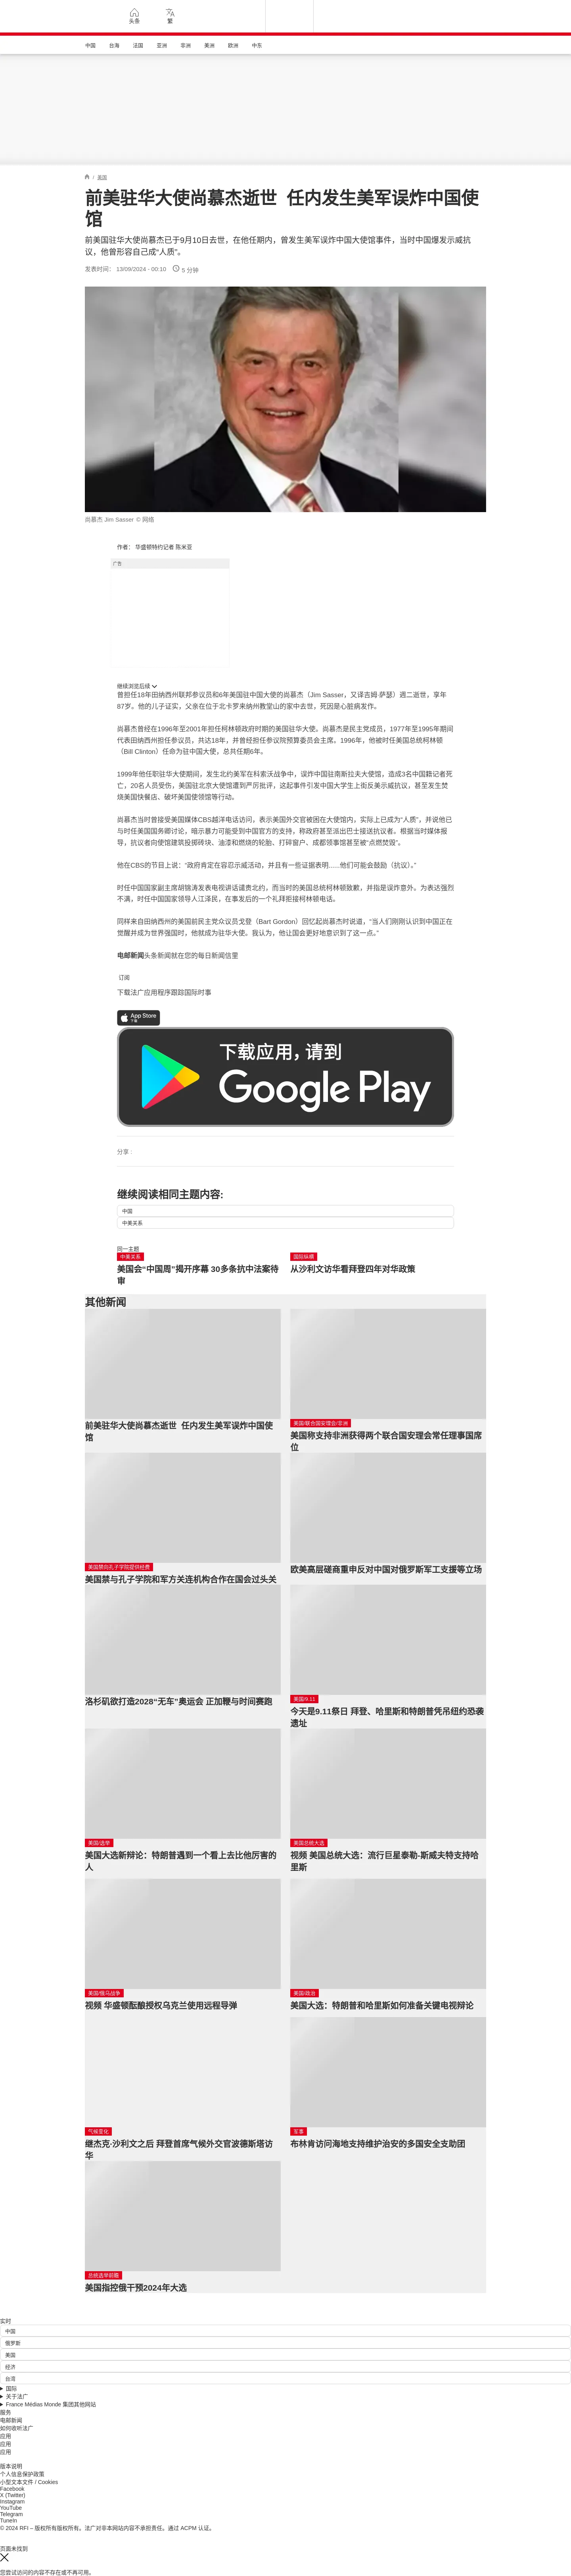 头条
繁
中国
台海
法国
亚洲
非洲
美洲
欧洲
中东
/ 美国
前美驻华大使尚慕杰逝世 任内发生美军误炸中国使
馆
前美国驻华大使尚慕杰已于9月10日去世，在他任期内，曾发生美军误炸中国大使馆事件，当时中国爆发示威抗
议，他曾形容自己成“人质”。
发表时间： 13/09/2024 - 00:10 5 分钟
尚慕杰 Jim Sasser © 网络
作者： 华盛顿特约记者 陈米亚
广告
继续浏览后续
曾担任18年田纳西州联邦参议员和6年美国驻中国大使的尚慕杰（Jim Sasser，又译吉姆·萨瑟）週二逝世，享年
87岁。他的儿子证实，父亲在位于北卡罗来纳州教堂山的家中去世，死因是心脏病发作。
尚慕杰曾经在1996年至2001年担任柯林顿政府时期的美国驻华大使。尚慕杰是民主党成员，1977年至1995年期间
代表田纳西州担任参议员，共达18年，并曾经担任参议院预算委员会主席。1996年，他被时任美国总统柯林顿
（Bill Clinton）任命为驻中国大使，总共任期6年。
1999年他任职驻华大使期间，发生北约美军在科索沃战争中，误炸中国驻南斯拉夫大使馆，造成3名中国籍记者死
亡，20名人员受伤，美国驻北京大使馆遭到严厉批评，这起事件引发中国大学生上街反美示威抗议，甚至发生焚
烧美国快餐店、破坏美国使领馆等行动。
尚慕杰当时曾接受美国媒体CBS越洋电话访问，表示美国外交官被困在大使馆内，实际上已成为“人质”，并说他已
与时任美国国务卿讨论，暗示暴力可能受到中国官方的支持，称政府甚至派出巴士接送抗议者。根据当时媒体报
导，抗议者向使馆建筑投掷砖块、油漆和燃烧的轮胎、打碎窗户、成都领事馆甚至被“点燃焚毁”。
他在CBS的节目上说：“政府肯定在容忍示威活动，并且有一些证据表明......他们可能会鼓励（抗议）。”
时任中国国家副主席胡锦涛发表电视讲话谴责北约，而当时的美国总统柯林顿致歉，并指是误炸意外。为表达强烈
不满，时任中国国家领导人江泽民，在事发后的一个礼拜拒接柯林顿电话。
同样来自田纳西州的美国前民主党众议员戈登（Bart Gordon）回忆起尚慕杰时说道，“当人们刚刚认识到中国正在
觉醒并成为世界强国时，他就成为驻华大使。我认为，他让国会更好地意识到了这一点。”
电邮新闻头条新闻就在您的每日新闻信里
订阅
下载法广应用程序跟踪国际时事
App Store
下载
下载应用，请到
Google Play
分享 :
继续阅读相同主题内容:
中国
中美关系
同一主题
中美关系
美国会“中国周”揭开序幕 30多条抗中法案待
审
国际纵横
从沙利文访华看拜登四年对华政策
其他新闻
前美驻华大使尚慕杰逝世 任内发生美军误炸中国使
馆
美国/联合国安理会/非洲
美国称支持非洲获得两个联合国安理会常任理事国席
位
美国禁向孔子学院提供经费
美国禁与孔子学院和军方关连机构合作在国会过头关
欧美高层磋商重申反对中国对俄罗斯军工支援等立场
洛杉矶欲打造2028“无车”奥运会 正加鞭与时间赛跑
美国/9.11
今天是9.11祭日 拜登、哈里斯和特朗普凭吊纽约恐袭
遗址
美国/选举
美国大选新辩论：特朗普遇到一个看上去比他厉害的
人
美国总统大选
视频 美国总统大选：流行巨星泰勒-斯威夫特支持哈
里斯
美国/俄乌战争
视频 华盛顿酝酿授权乌克兰使用远程导弹
美国/政治
美国大选：特朗普和哈里斯如何准备关键电视辩论
气候变化
继杰克·沙利文之后 拜登首席气候外交官波德斯塔访
华
军事
布林肯访问海地支持维护治安的多国安全支助团
总统选举前瞻
美国指控俄干预2024年大选
实时
中国
俄罗斯
美国
经济
台湾
国际
关于法广
France Médias Monde 集团其他网站
服务
电邮新闻
如何收听法广
应用
应用
应用
版本说明
个人信息保护政策
小型文本文件 / Cookies
Facebook
X (Twitter)
Instagram
YouTube
Telegram
TuneIn
© 2024 RFI – 版权所有版权所有。法广对非本网站内容不承担责任。通过 ACPM 认证。
页面未找到
您尝试访问的内容不存在或不再可用。